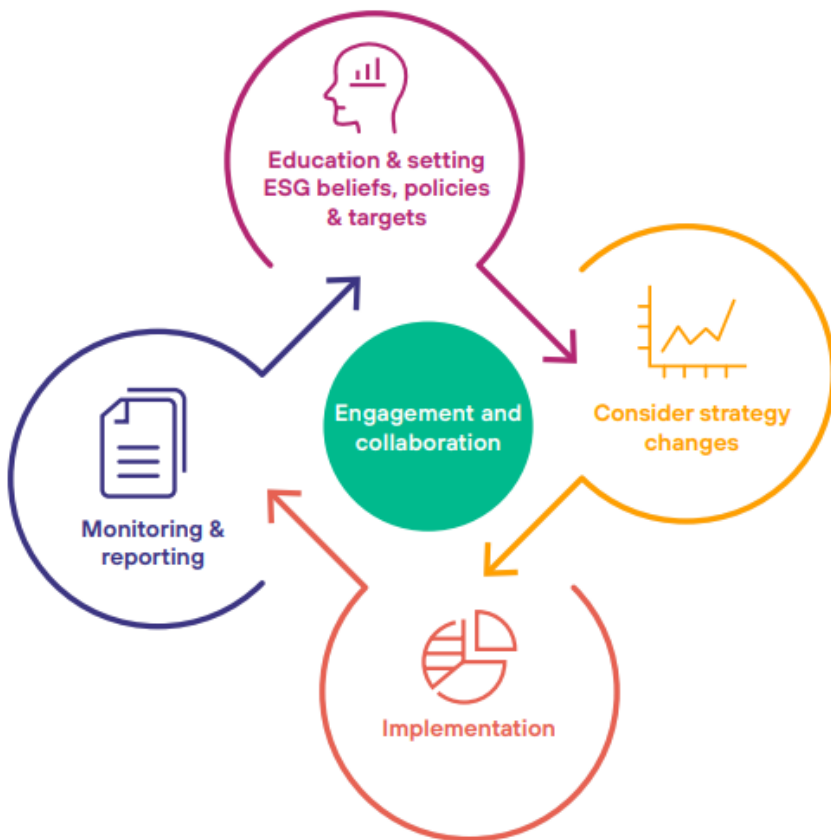 Education & setting
ESG beliefs, policies
& targets
Engagement and
collaboration
Consider strategy
changes
Monitoring &
reporting
Implementation